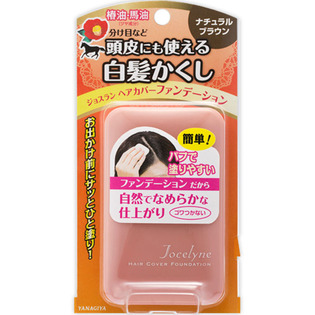 椿油・馬油
(ツヤ成分)
分け目など
頭皮にも使える
白髪かくし
ジョスラン ヘアカバーファンデーション
ナチュラル
ブラウン
お出かけ前にサッとひと塗り!
簡単!
パフで
塗りやすい
ファンデーションだから
自然でなめらかな
仕上がり
コワつかない
Jocelyne
HAIR COVER FOUNDATION
YANAGIYA